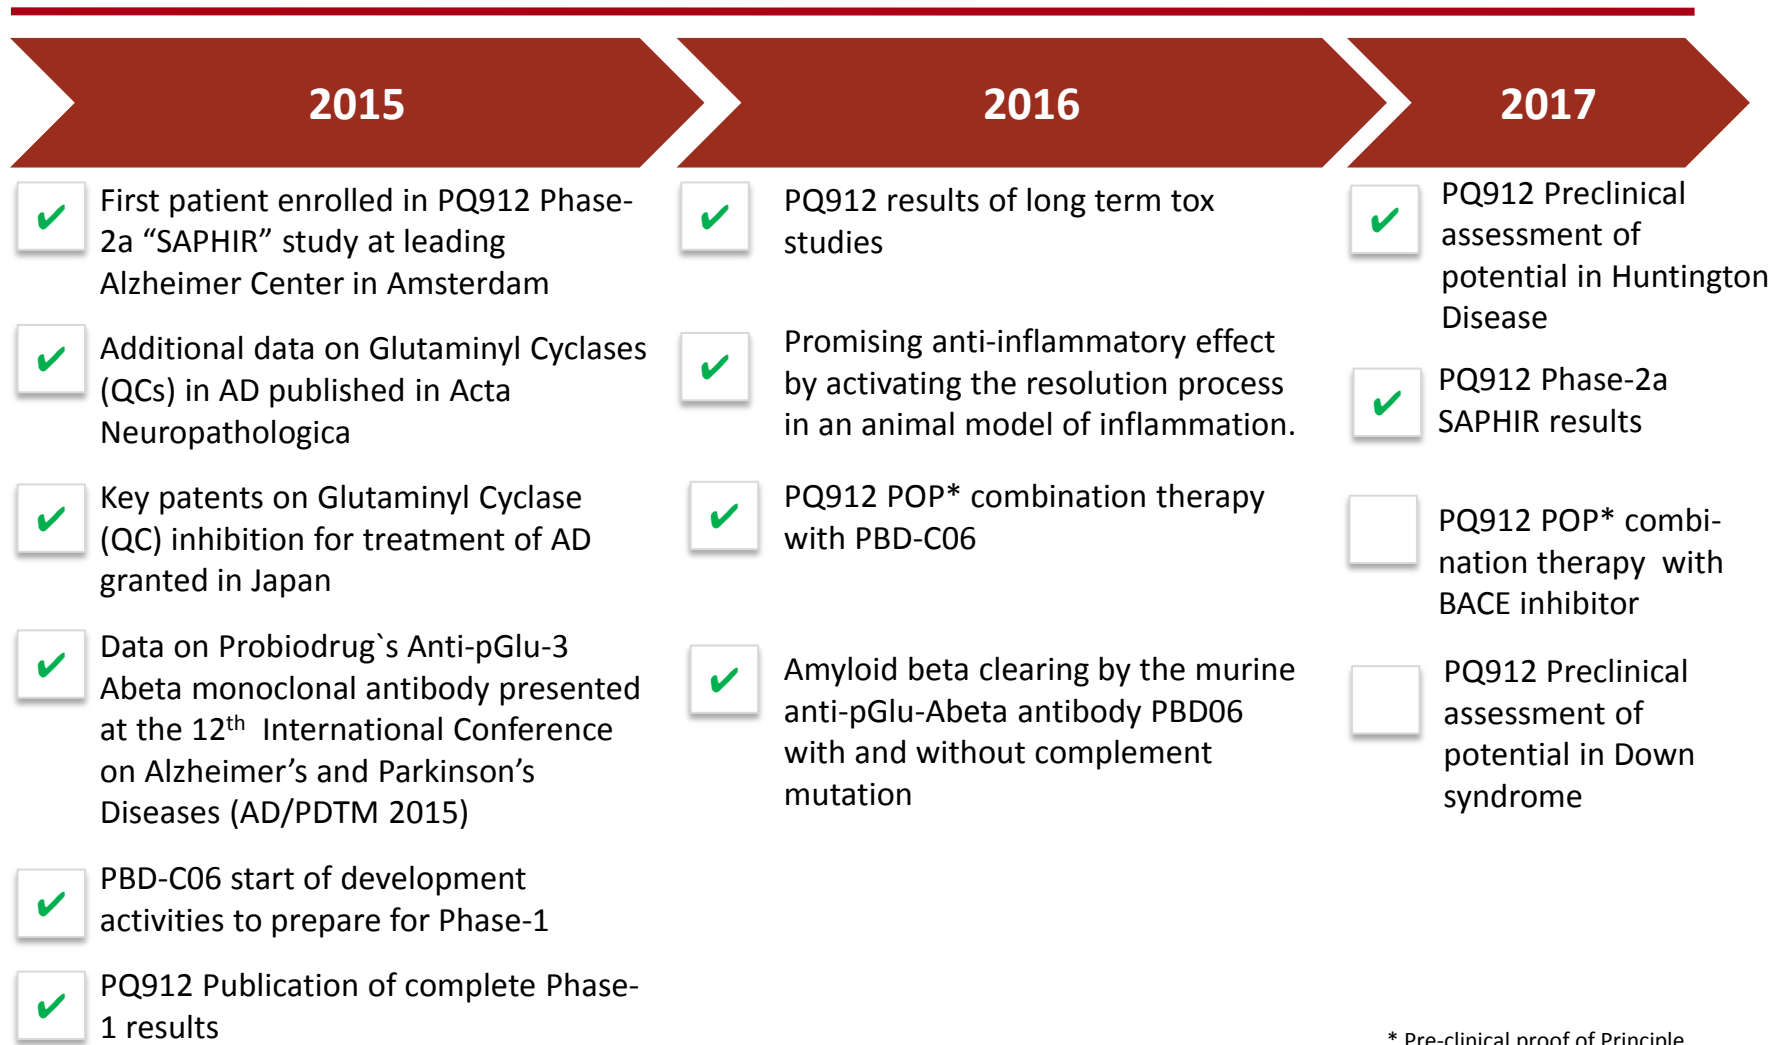 2015
First patient enrolled in PQ912 Phase-
2a “SAPHIR” study at leading
Alzheimer Center in Amsterdam
Additional data on Glutaminyl Cyclases
(QCs) in AD published in Acta
Neuropathologica
Key patents on Glutaminyl Cyclase
(QC) inhibition for treatment of AD
granted in Japan
Data on Probiodrug`s Anti-pGlu-3
Abeta monoclonal antibody presented
at the 12th International Conference
on Alzheimer’s and Parkinson’s
Diseases (AD/PDTM 2015)
PBD-C06 start of development
activities to prepare for Phase-1
PQ912 Publication of complete Phase-
1 results
2016
PQ912 results of long term tox
studies
Promising anti-inflammatory effect
by activating the resolution process
in an animal model of inflammation.
PQ912 POP* combination therapy
with PBD-C06
Amyloid beta clearing by the murine
anti-pGlu-Abeta antibody PBD06
with and without complement
mutation
2017
PQ912 Preclinical
assessment of
potential in Huntington
Disease
PQ912 Phase-2a
SAPHIR results
PQ912 POP* combi-
nation therapy with
BACE inhibitor
PQ912 Preclinical
assessment of
potential in Down
syndrome
* Pre-clinical proof of Principle